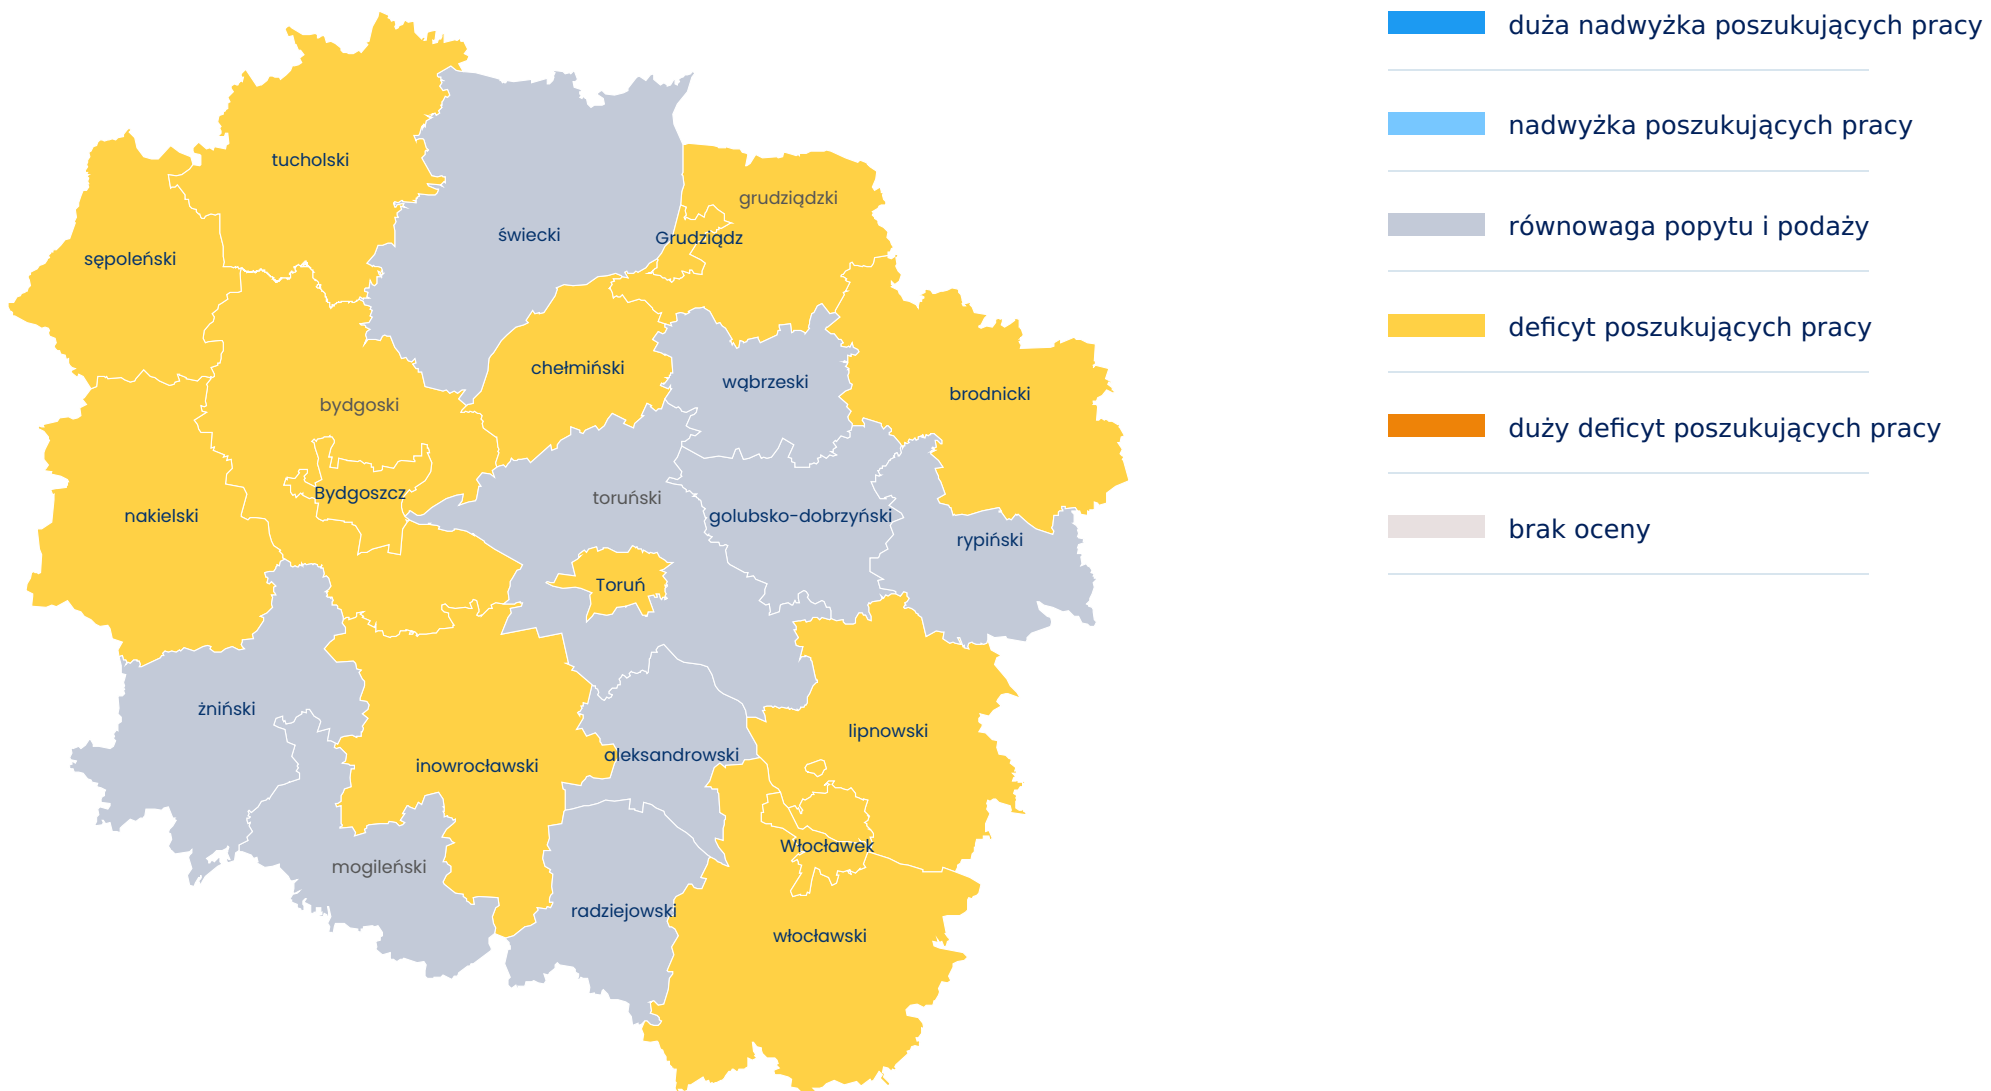 duża nadwyżka poszukujących pracy
nadwyżka poszukujących pracy
równowaga popytu i podaży
deficyt poszukujących pracy
duży deficyt poszukujących pracy
brak oceny
tucholski
grudziądzki
świecki
Grudziądz
sępoleński
chełmiński
wąbrzeski
brodnicki
bydgoski
Bydgoszcz
toruński
nakielski
golubsko-dobrzyński
rypiński
Toruń
żniński
lipnowski
aleksandrowski
inowrocławski
Włocławek
mogileński
radziejowski
włocławski